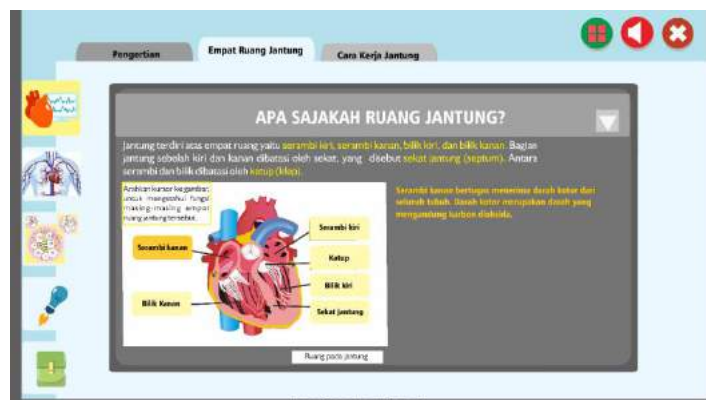 Pengertian
Empat Ruang Jantung
Cara Kerja Jantung
APA SAJAKAH RUANG JANTUNG?
Jantung terdiri atas empat ruang yaitu serambi kiri, serambi kanan, bilik kiri, dan bilik kanan. Bagian
jantung sebelah kiri dan kanan dibatasi oleh sekat, yang disebut sekat jantung (septum). Antara
serambi dan bilik dibatasi oleh katup (klep).
Arahkan kursor ke gambar,
untuk mengetahui fungsi
masing-masing empat
ruang jantung tersebut.
Serambi kanan bertugas menerima darah kotor dari
seluruh tubuh. Darah kotor merupakan darah yang
mengandung karbon dioksida.
Serambi kiri
Serambi kanan
Katup
Bilik kiri
Bilik Kanan
Sekat jantung
Ruang pada jantung